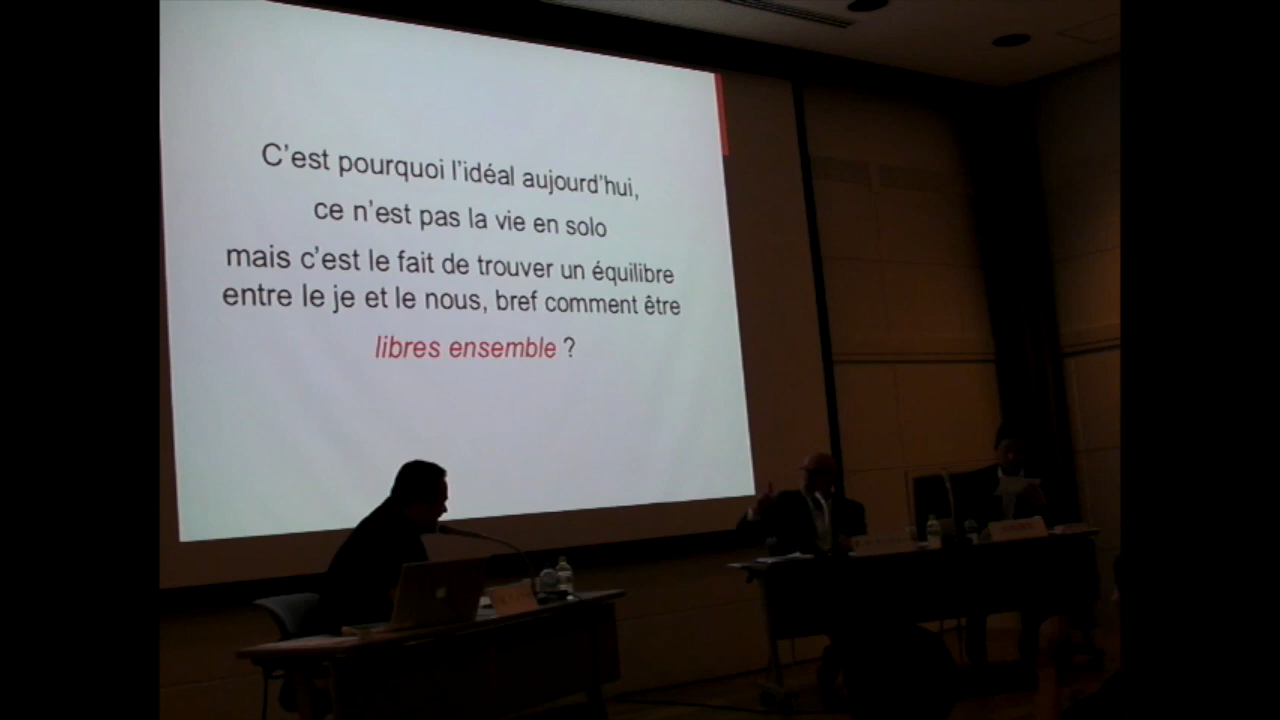 C’est pourquoi l’idéal aujourd’hui,
ce n’est pas la vie en solo
mais c’est le fait de trouver un équilibre
entre le je et le nous, bref comment être
libres ensemble ?